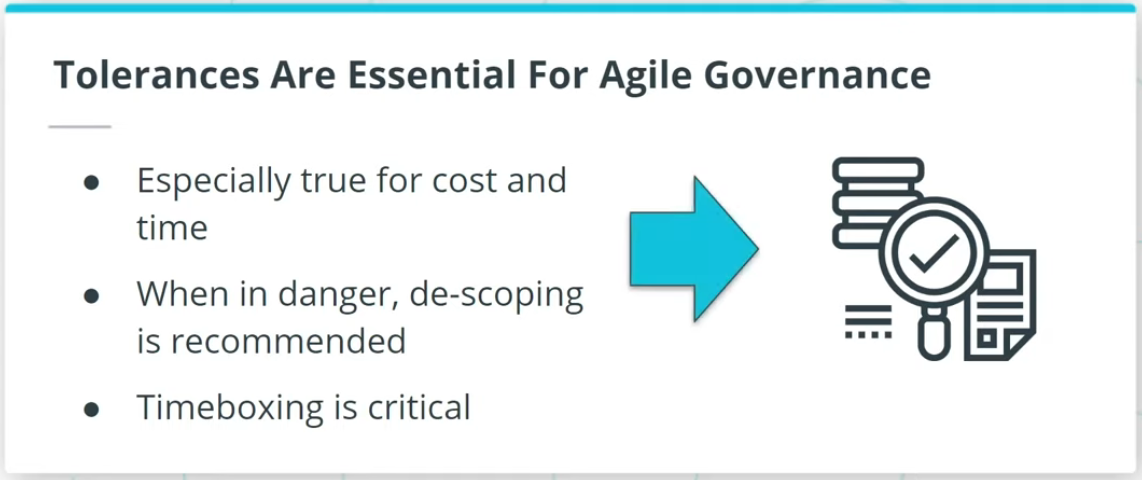 Tolerances Are Essential For Agile Governance
● Especially true for cost and
time
● When in danger, de-scoping
is recommended
● Timeboxing is critical